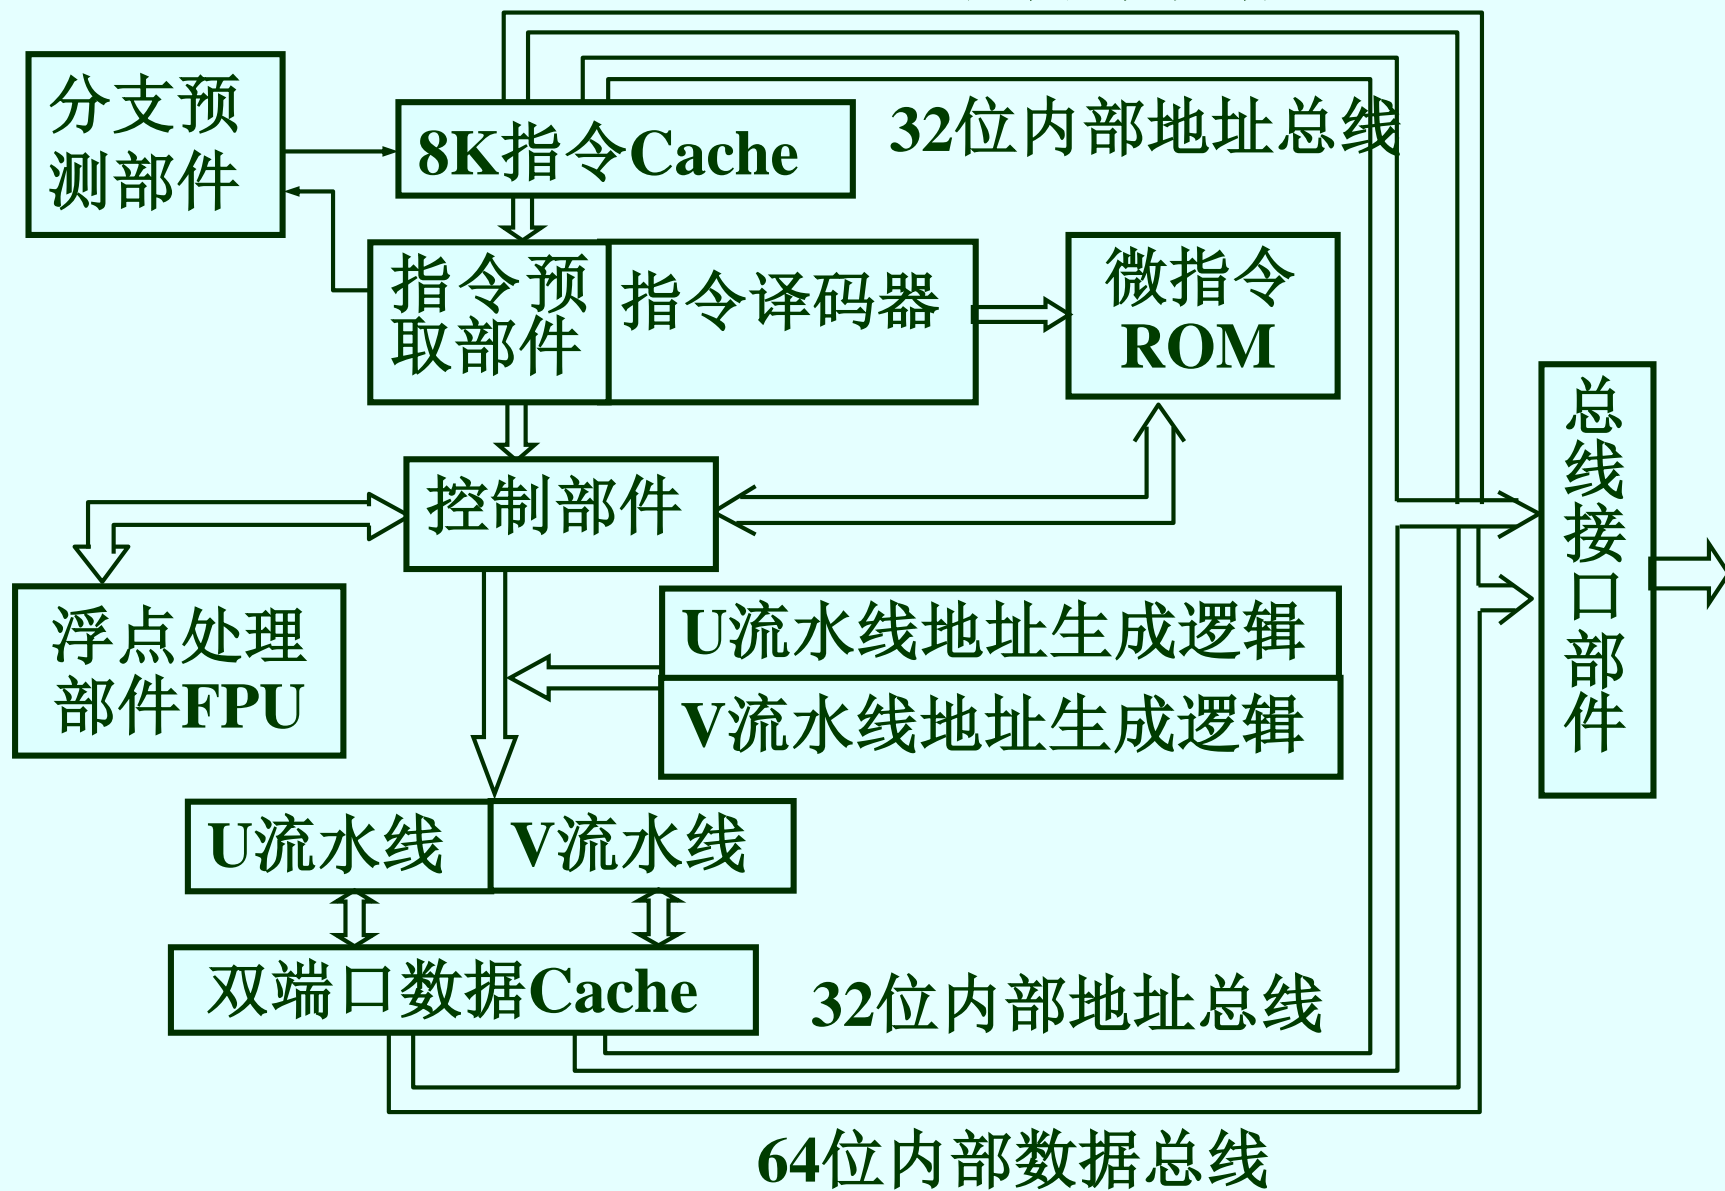 分支预
测部件
8K指令Cache
32位内部地址总线
指令预
取部件
指令译码器
微指令
ROM
总线接口部件
控制部件
浮点处理
部件FPU
U流水线地址生成逻辑
V流水线地址生成逻辑
U流水线
V流水线
双端口数据Cache
32位内部地址总线
64位内部数据总线